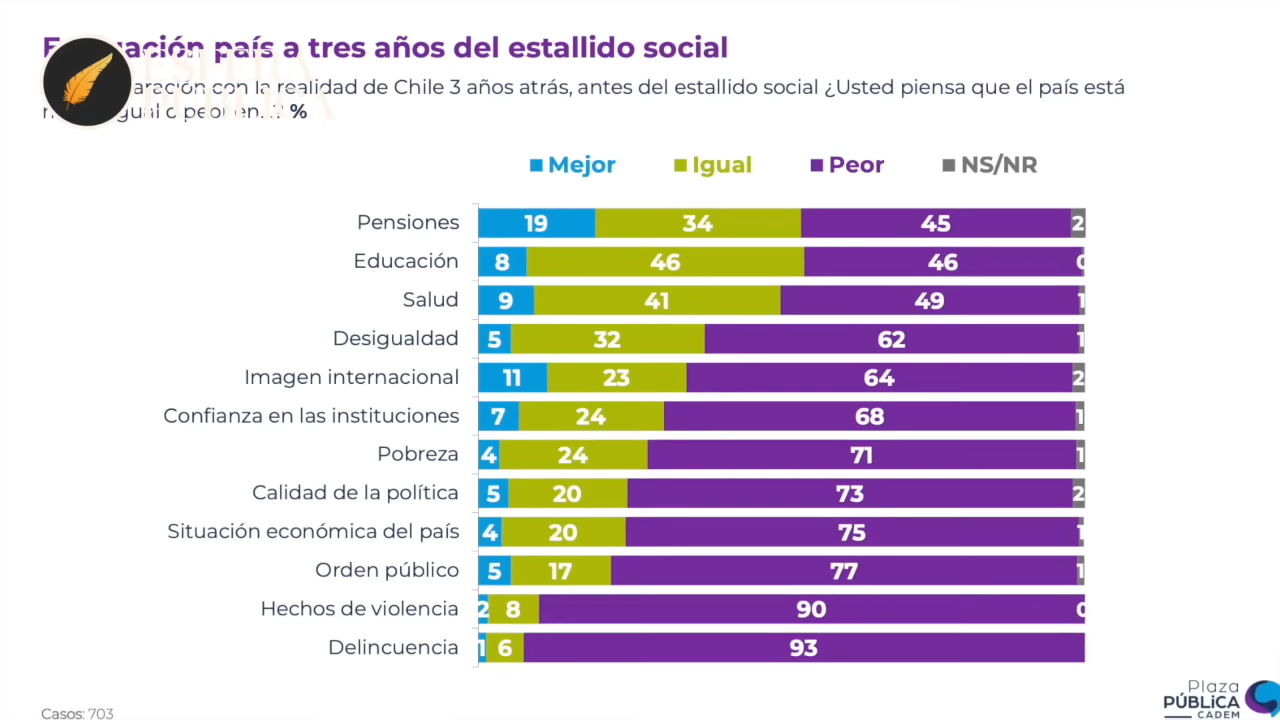 país a tres años del estallido social
con la realidad de Chile 3 años atrás, antes del estallido social ¿Usted piensa que el país está
igual o peor en...? %
Mejor Igual Peor NS/NR
Pensiones 19 34 45 2
Educación 8 46 46 0
Salud 9 41 49 1
Desigualdad 5 32 62 1
Imagen internacional 11 23 64 2
Confianza en las instituciones 7 24 68 1
Pobreza 4 24 71 1
Calidad de la política 5 20 73 2
Situación económica del país 4 20 75 1
Orden público 5 17 77 1
Hechos de violencia 2 8 90 0
Delincuencia 1 6 93
Casos: 703
Plaza
PÚBLICA
CADEM